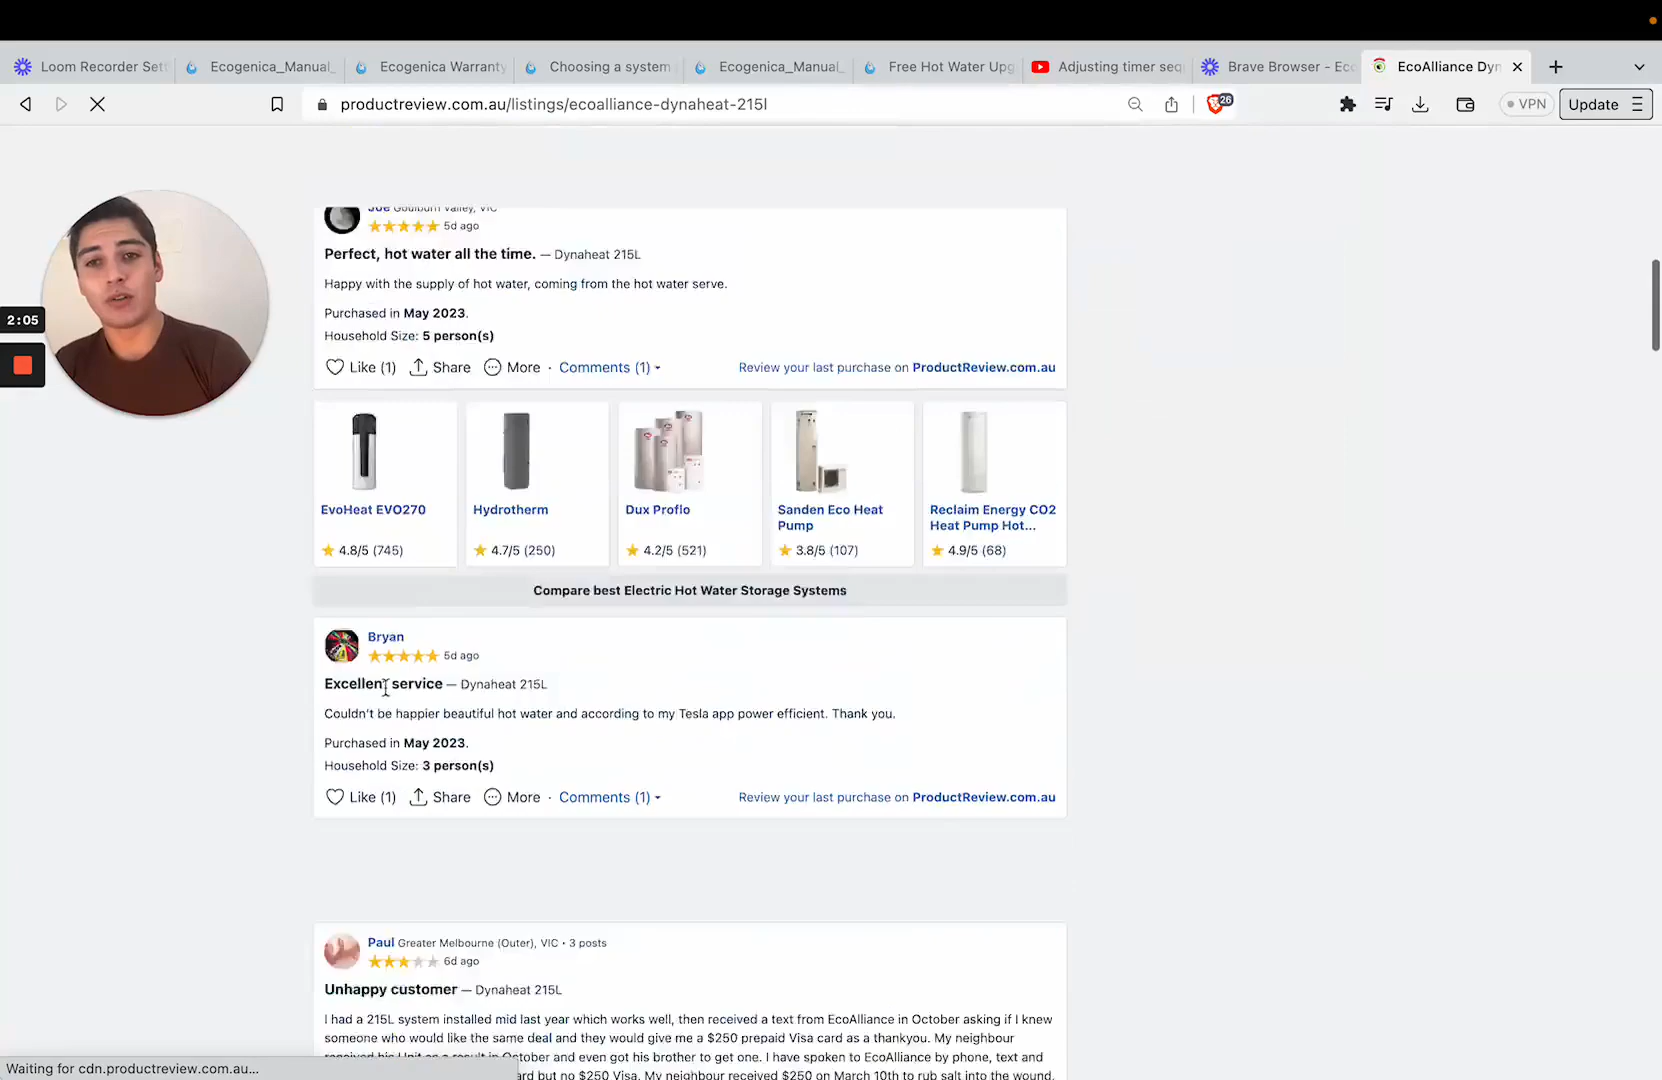 Loom Recorder Set
Ecogenica_Manual_
Ecogenica Warranty
Choosing a system
Ecogenica_Manual_
Free Hot Water Upg
Adjusting timer seq
Brave Browser - Eco
EcoAlliance Dyn
productreview.com.au/listings/ecoalliance-dynaheat-215l
26
VPN
Update
Joe Goulburn Valley, VIC
5d ago
Perfect, hot water all the time. — Dynaheat 215L
Happy with the supply of hot water, coming from the hot water serve.
2:05
Purchased in May 2023.
Household Size: 5 person(s)
Like (1) Share More · Comments (1) Review your last purchase on ProductReview.com.au
EvoHeat EVO270
4.8/5 (745)
Hydrotherm
4.7/5 (250)
Dux Proflo
4.2/5 (521)
Sanden Eco Heat
Pump
3.8/5 (107)
Reclaim Energy CO2
Heat Pump Hot...
4.9/5 (68)
Compare best Electric Hot Water Storage Systems
Bryan
5d ago
Excellent service — Dynaheat 215L
Couldn't be happier beautiful hot water and according to my Tesla app power efficient. Thank you.
Purchased in May 2023.
Household Size: 3 person(s)
Like (1) Share More · Comments (1) Review your last purchase on ProductReview.com.au
Paul Greater Melbourne (Outer), VIC • 3 posts
6d ago
Unhappy customer — Dynaheat 215L
I had a 215L system installed mid last year which works well, then received a text from EcoAlliance in October asking if I knew
someone who would like the same deal and they would give me a $250 prepaid Visa card as a thankyou. My neighbour
received his Unit as a result in October and even got his brother to get one. I have spoken to EcoAlliance by phone, text and
ard but no $250 Visa. My neighbour received $250 on March 10th to rub salt into the wound.
Waiting for cdn.productreview.com.au...